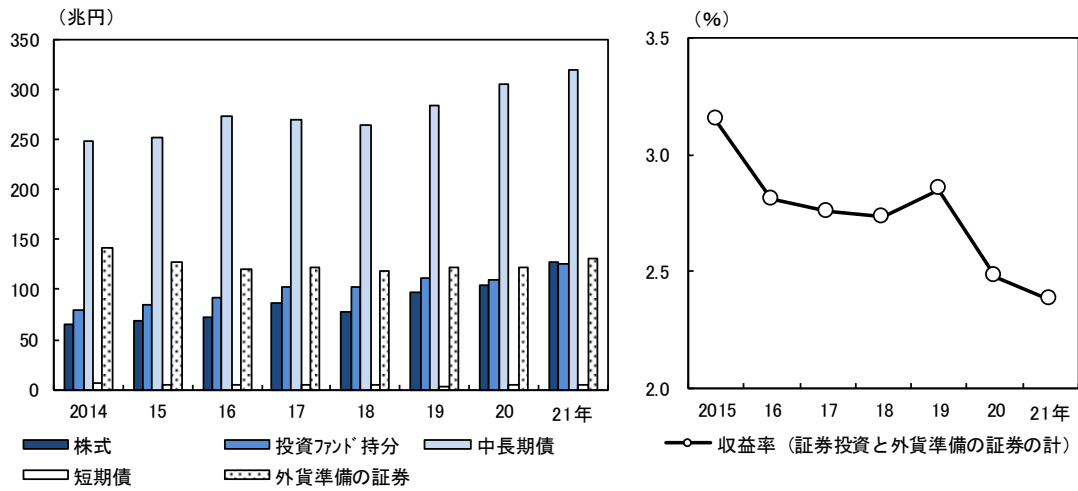 (兆円)
350
300
250
200
150
100
50
0
2014 15 16 17 18 19 20 21年
株式 投資ファンド持分 中長期債
短期債 外貨準備の証券
(%)
3.5
3.0
2.5
2.0
2015 16 17 18 19 20 21年
収益率 (証券投資と外貨準備の証券の計)